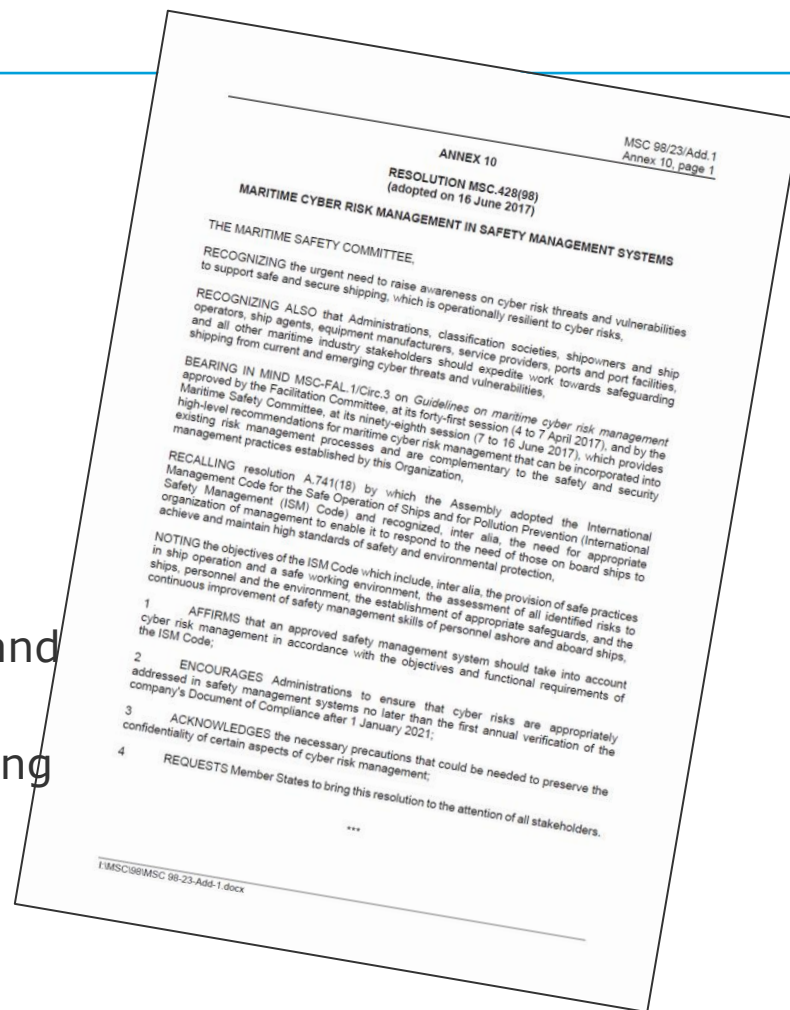 MSC 98/23/Add.1
Annex 10, page 1
ANNEX 10
RESOLUTION MSC.428(98)
(adopted on 16 June 2017)
MARITIME CYBER RISK MANAGEMENT IN SAFETY MANAGEMENT SYSTEMS
THE MARITIME SAFETY COMMITTEE,
RECOGNIZING the urgent need to raise awareness on cyber risk threats and vulnerabilities
to support safe and secure shipping, which is operationally resilient to cyber risks,
RECOGNIZING ALSO that Administrations, classification societies, shipowners and ship
operators, ship agents, equipment manufacturers, service providers, ports and port facilities,
and all other maritime industry stakeholders should expedite work towards safeguarding
shipping from current and emerging cyber threats and vulnerabilities,
BEARING IN MIND MSC-FAL.1/Circ.3 on Guidelines on maritime cyber risk management
approved by the Facilitation Committee, at its forty-first session (4 to 7 April 2017), and by the
Maritime Safety Committee, at its ninety-eighth session (7 to 16 June 2017), which provides
high-level recommendations for maritime cyber risk management that can be incorporated into
existing risk management processes and are complementary to the safety and security
management practices established by this Organization,
RECALLING resolution A.741(18) by which the Assembly adopted the International
Management Code for the Safe Operation of Ships and for Pollution Prevention (International
Safety Management (ISM) Code) and recognized, inter alia, the need for appropriate
organization of management to enable it to respond to the need of those on board ships to
achieve and maintain high standards of safety and environmental protection,
NOTING the objectives of the ISM Code which include, inter alia, the provision of safe practices
in ship operation and a safe working environment, the assessment of all identified risks to
ships, personnel and the environment, the establishment of appropriate safeguards, and the
continuous improvement of safety management skills of personnel ashore and aboard ships,
1 AFFIRMS that an approved safety management system should take into account
cyber risk management in accordance with the objectives and functional requirements of
the ISM Code;
2 ENCOURAGES Administrations to ensure that cyber risks are appropriately
addressed in safety management systems no later than the first annual verification of the
company's Document of Compliance after 1 January 2021;
3 ACKNOWLEDGES the necessary precautions that could be needed to preserve the
confidentiality of certain aspects of cyber risk management;
4 REQUESTS Member States to bring this resolution to the attention of all stakeholders.
***
I:\MSC\98\MSC 98-23-Add-1.docx
and
ng